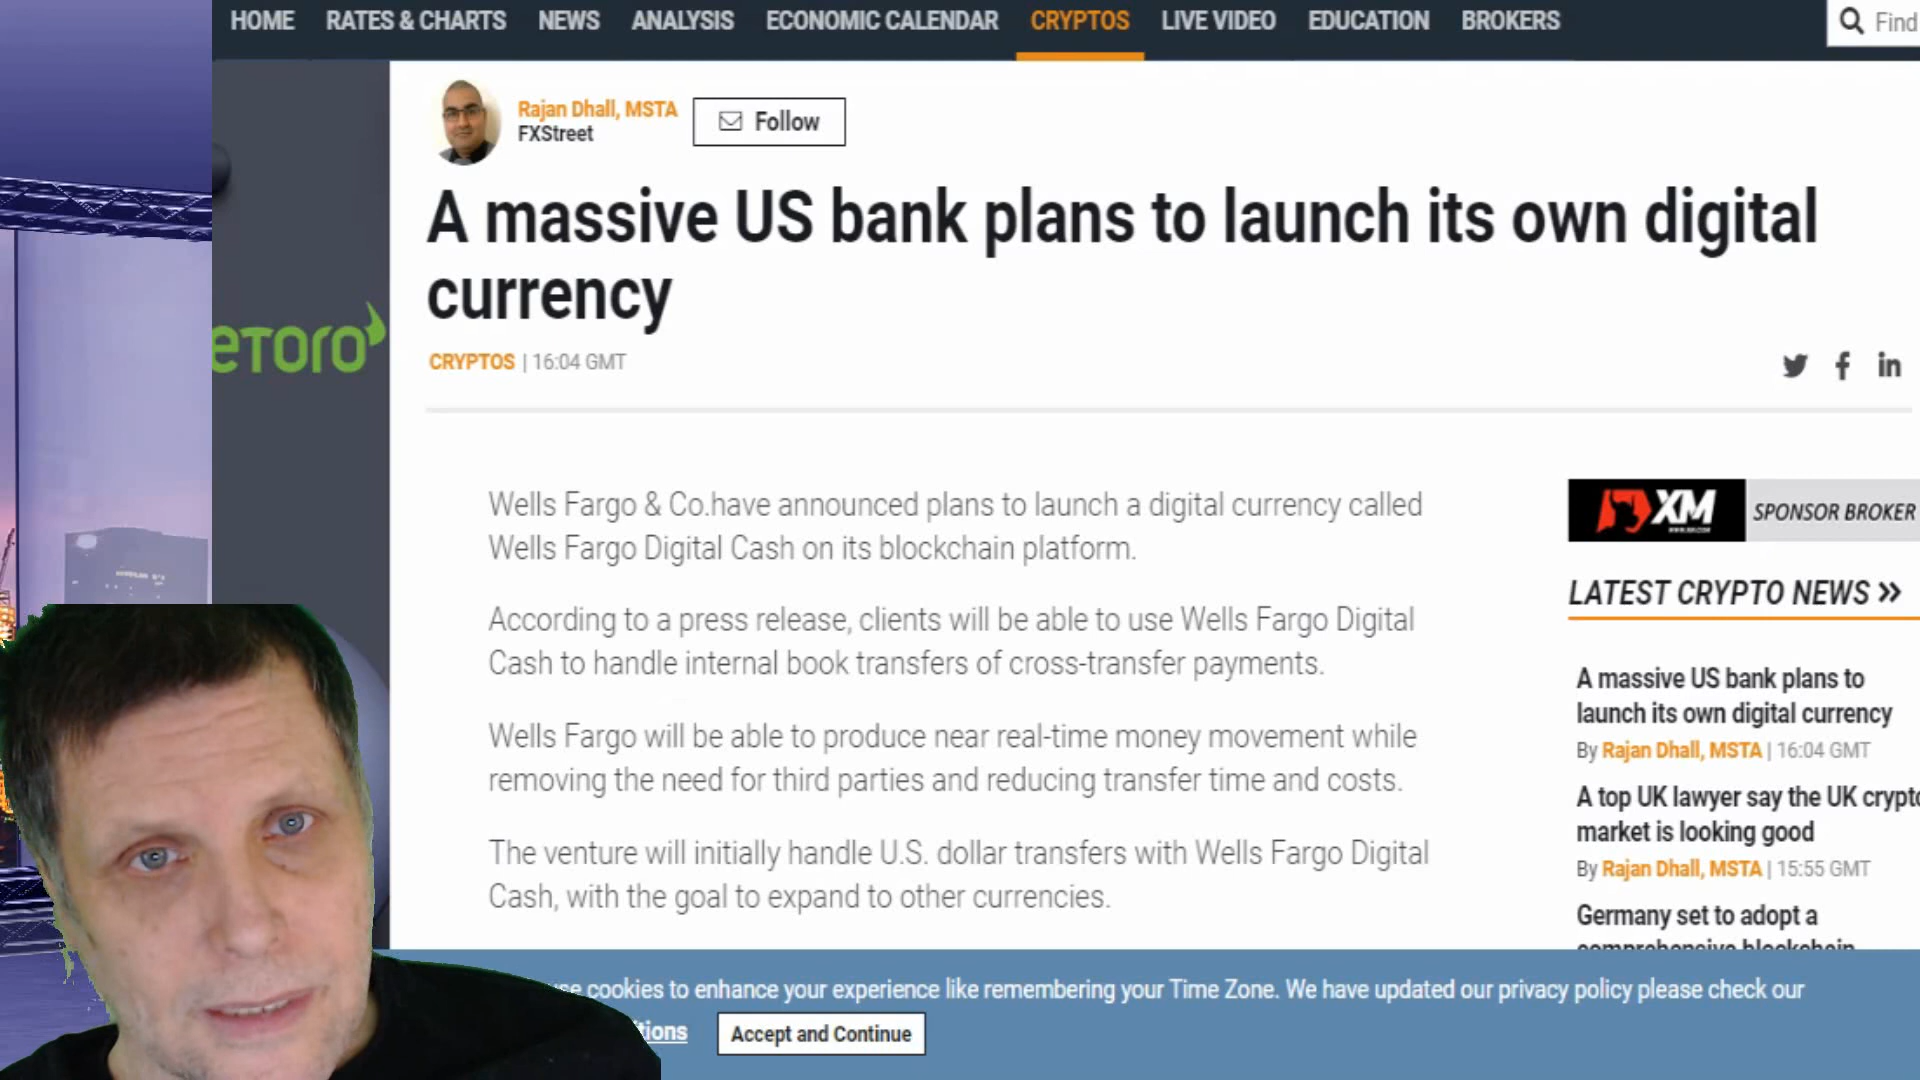 HOME RATES & CHARTS NEWS ANALYSIS ECONOMIC CALENDAR CRYPTOS LIVE VIDEO EDUCATION BROKERS Find
Rajan Dhall, MSTA
FXStreet
Follow
A massive US bank plans to launch its own digital
currency
CRYPTOS | 16:04 GMT
eToro
Wells Fargo & Co.have announced plans to launch a digital currency called
Wells Fargo Digital Cash on its blockchain platform.
According to a press release, clients will be able to use Wells Fargo Digital
Cash to handle internal book transfers of cross-transfer payments.
Wells Fargo will be able to produce near real-time money movement while
removing the need for third parties and reducing transfer time and costs.
The venture will initially handle U.S. dollar transfers with Wells Fargo Digital
Cash, with the goal to expand to other currencies.
XM
SPONSOR BROKER
LATEST CRYPTO NEWS »
A massive US bank plans to
launch its own digital currency
By Rajan Dhall, MSTA | 16:04 GMT
A top UK lawyer say the UK crypto
market is looking good
By Rajan Dhall, MSTA | 15:55 GMT
Germany set to adopt a
comprehensive blockchain
use cookies to enhance your experience like remembering your Time Zone. We have updated our privacy policy please check our
tions
Accept and Continue